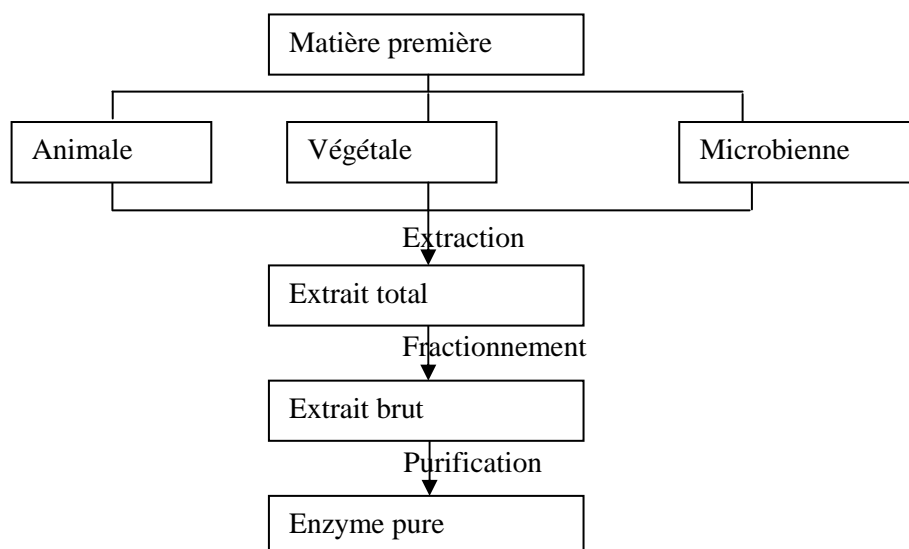 Matière première
Animale
Végétale
Microbienne
Extraction
Extrait total
Fractionnement
Extrait brut
Purification
Enzyme pure